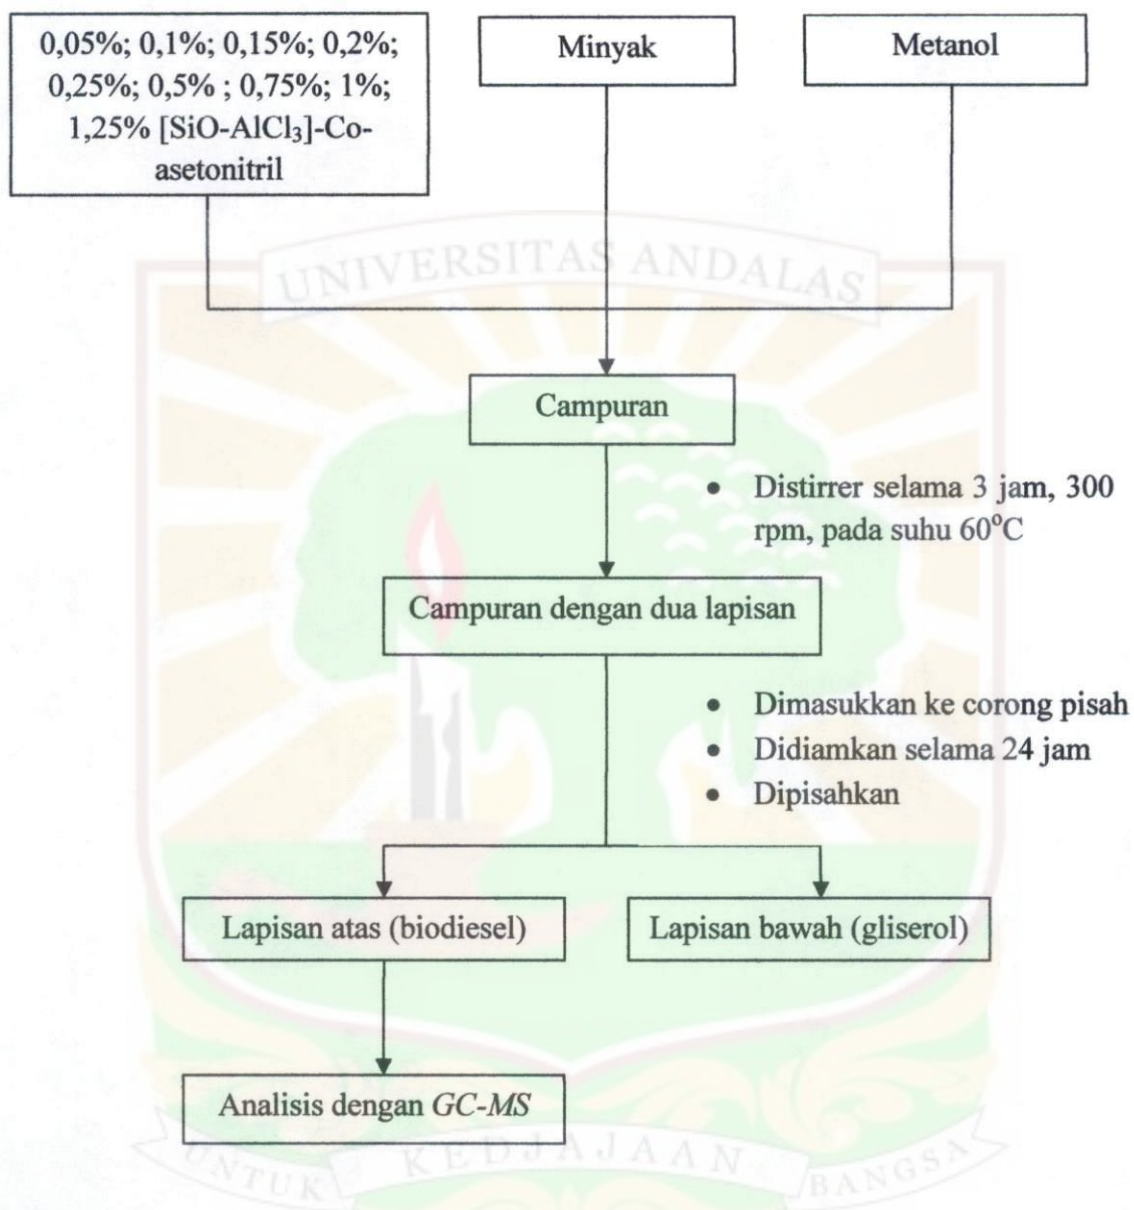 0,05%; 0,1%; 0,15%; 0,2%;
0,25%; 0,5% ; 0,75%; 1%;
1,25% [SiO-AlCl₃]-Co-
asetonitril
Minyak
Metanol
UNIVERSITAS ANDALAS
Campuran
• Distirrer selama 3 jam, 300
rpm, pada suhu 60⁰C
Campuran dengan dua lapisan
• Dimasukkan ke corong pisah
• Didiamkan selama 24 jam
• Dipisahkan
Lapisan atas (biodiesel)
Lapisan bawah (gliserol)
Analisis dengan GC-MS
UNTUK KEDJAJAAN BANGSA